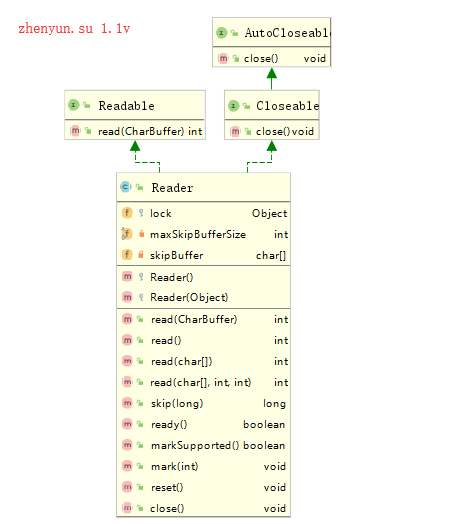 zhenyun.su 1.1v
AutoCloseable
close() void
Readable
read(CharBuffer) int
Closeable
close() void
Reader
lock Object
maxSkipBufferSize int
skipBuffer char[]
Reader()
Reader(Object)
read(CharBuffer) int
read() int
read(char[]) int
read(char[], int, int) int
skip(long) long
ready() boolean
markSupported() boolean
mark(int) void
reset() void
close() void